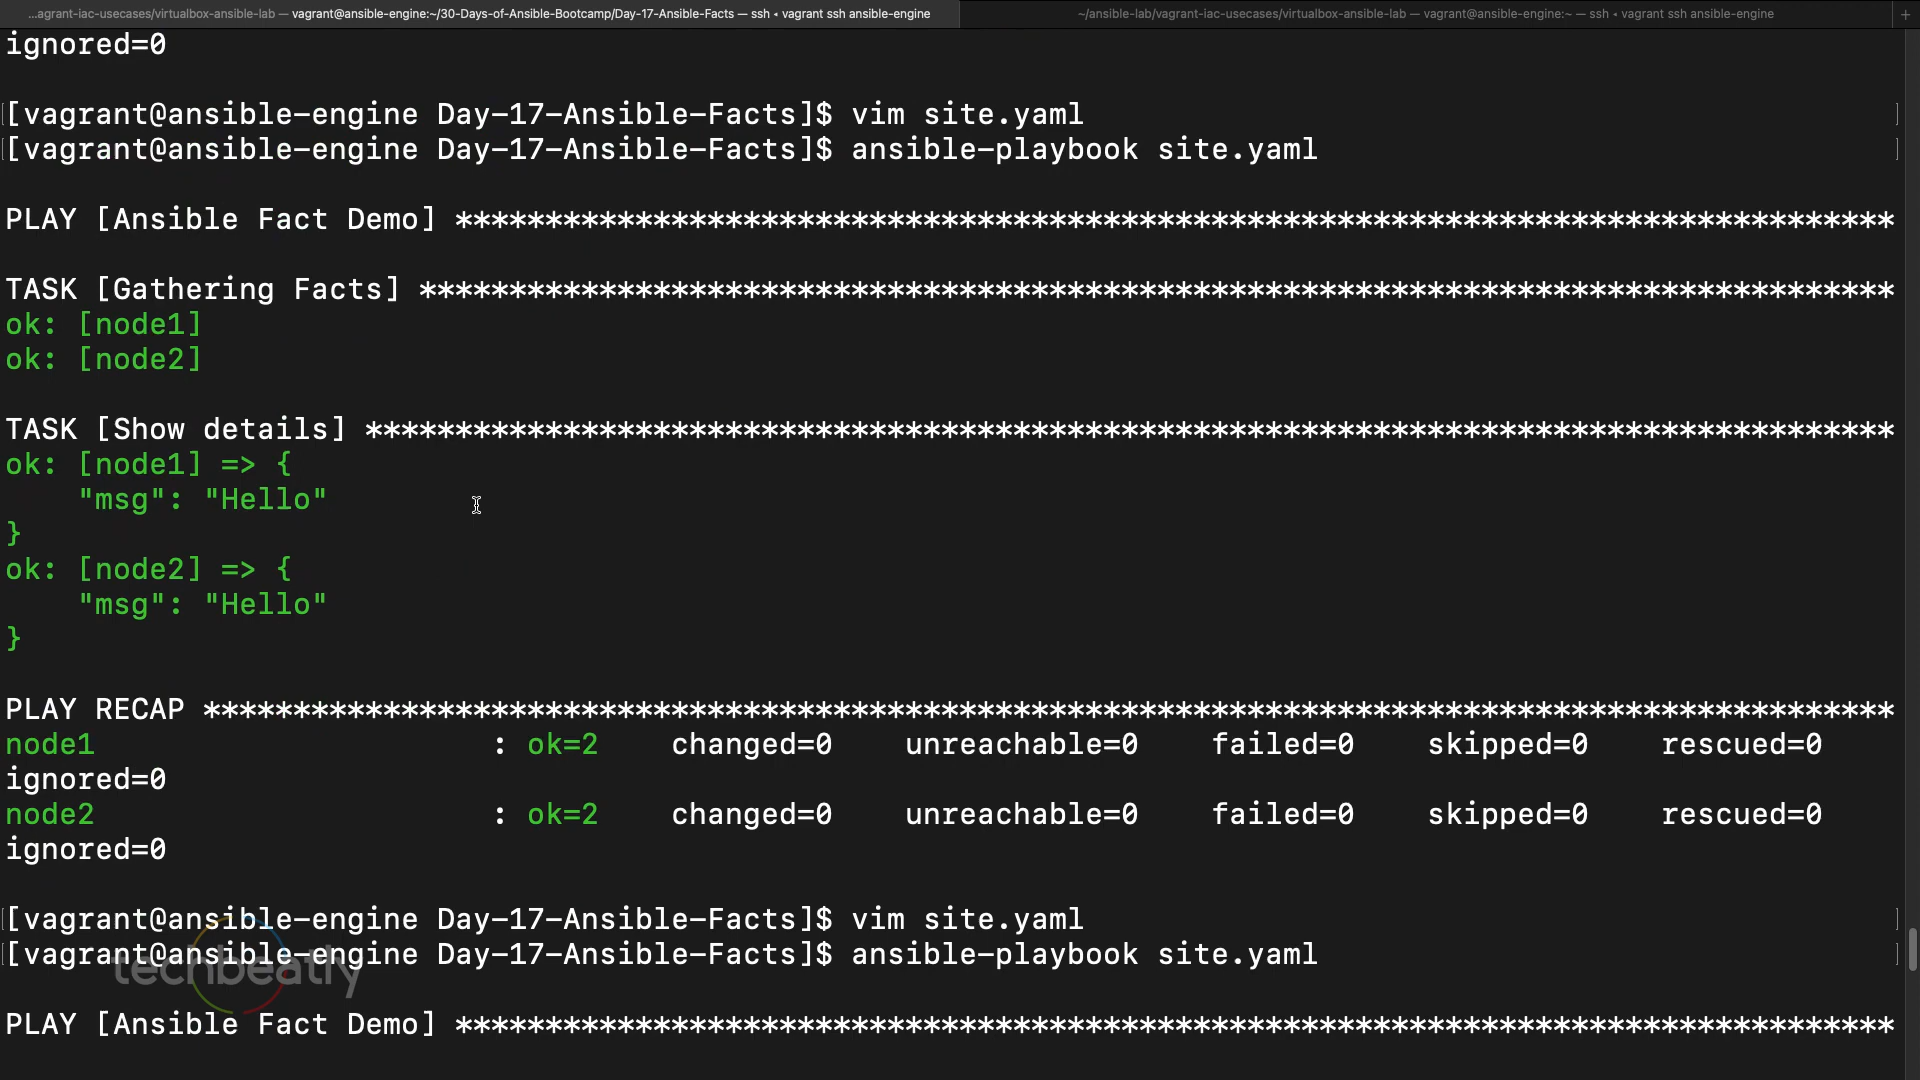 ...agrant-iac-usecases/virtualbox-ansible-lab — vagrant@ansible-engine:~/30-Days-of-Ansible-Bootcamp/Day-17-Ansible-Facts — ssh ◂ vagrant ssh ansible-engine
~/ansible-lab/vagrant-iac-usecases/virtualbox-ansible-lab — vagrant@ansible-engine:~ — ssh ◂ vagrant ssh ansible-engine
+
ignored=0
[vagrant@ansible-engine Day-17-Ansible-Facts]$ vim site.yaml
[vagrant@ansible-engine Day-17-Ansible-Facts]$ ansible-playbook site.yaml
PLAY [Ansible Fact Demo] ********************************************************************************
TASK [Gathering Facts] **********************************************************************************
ok: [node1]
ok: [node2]
TASK [Show details] *************************************************************************************
ok: [node1] => {
    "msg": "Hello"
}
ok: [node2] => {
    "msg": "Hello"
}
PLAY RECAP **********************************************************************************************
node1                      : ok=2    changed=0    unreachable=0    failed=0    skipped=0    rescued=0
ignored=0
node2                      : ok=2    changed=0    unreachable=0    failed=0    skipped=0    rescued=0
ignored=0
[vagrant@ansible-engine Day-17-Ansible-Facts]$ vim site.yaml
[vagrant@ansible-engine Day-17-Ansible-Facts]$ ansible-playbook site.yaml
techbeatly
PLAY [Ansible Fact Demo] ********************************************************************************